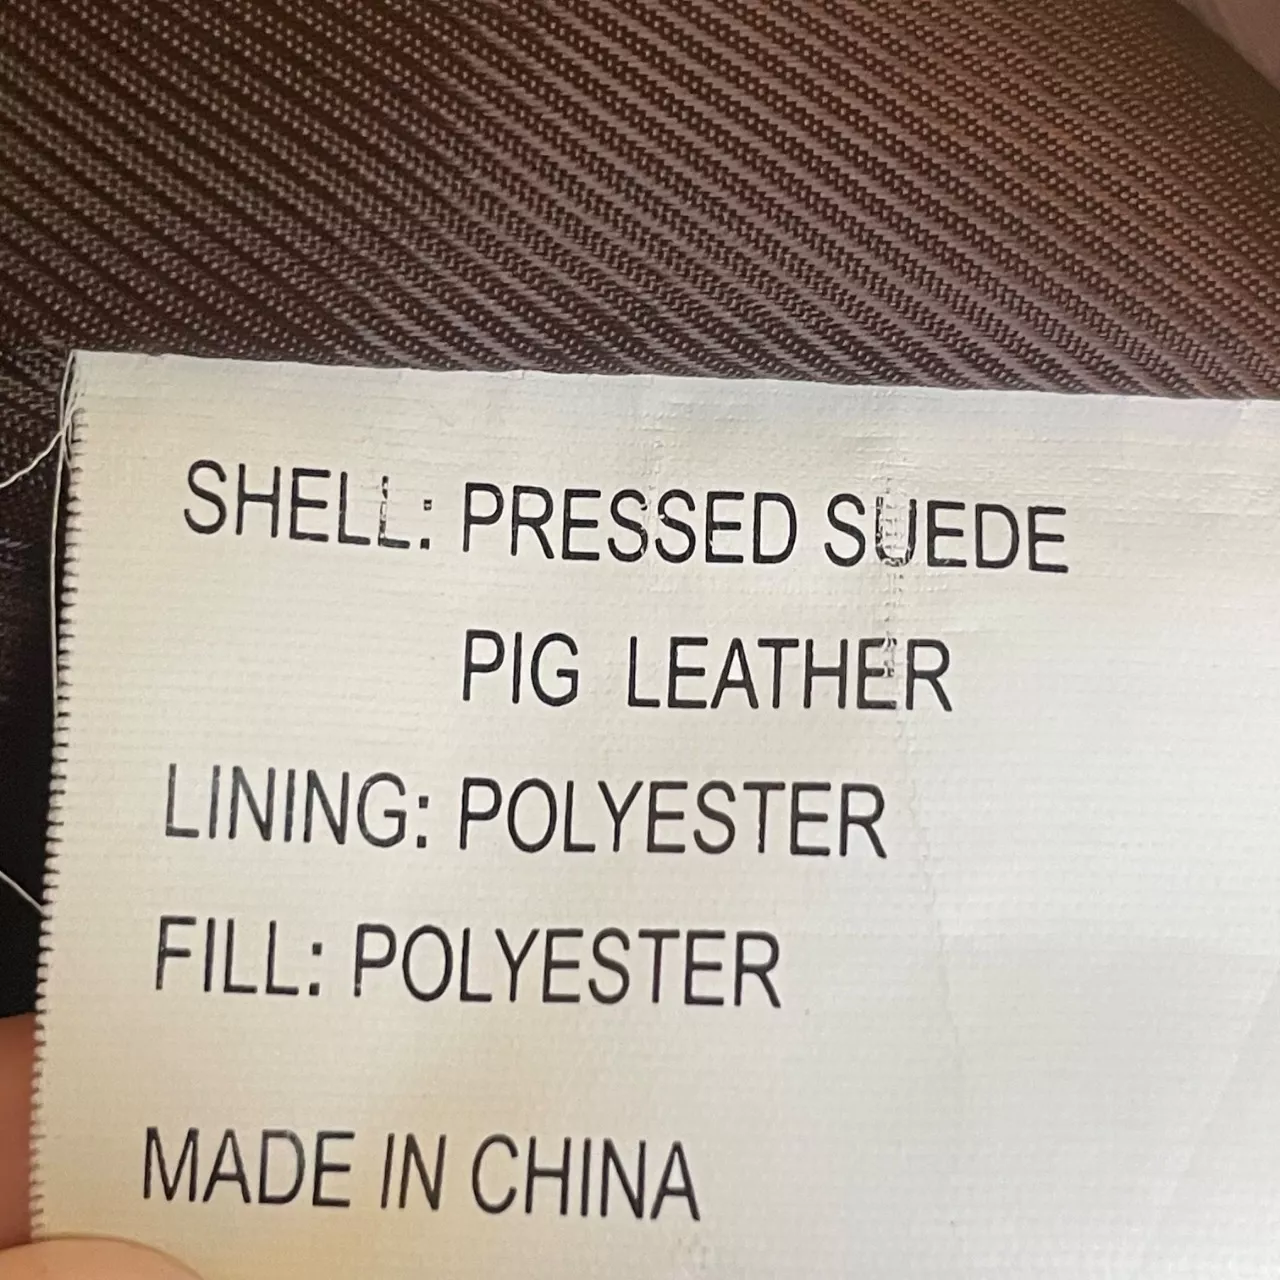 SHELL: PRESSED SUEDE
PIG LEATHER
LINING: POLYESTER
FILL: POLYESTER
MADE IN CHINA